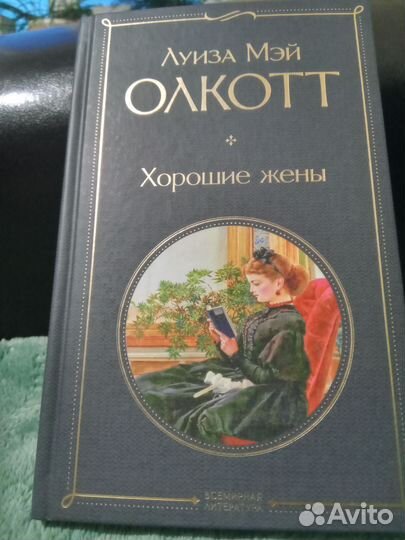 Луиза Мэй
ОЛКОТТ
Хорошие жены
ВСЕМИРНАЯ
ЛИТЕРАТУРА
Avito